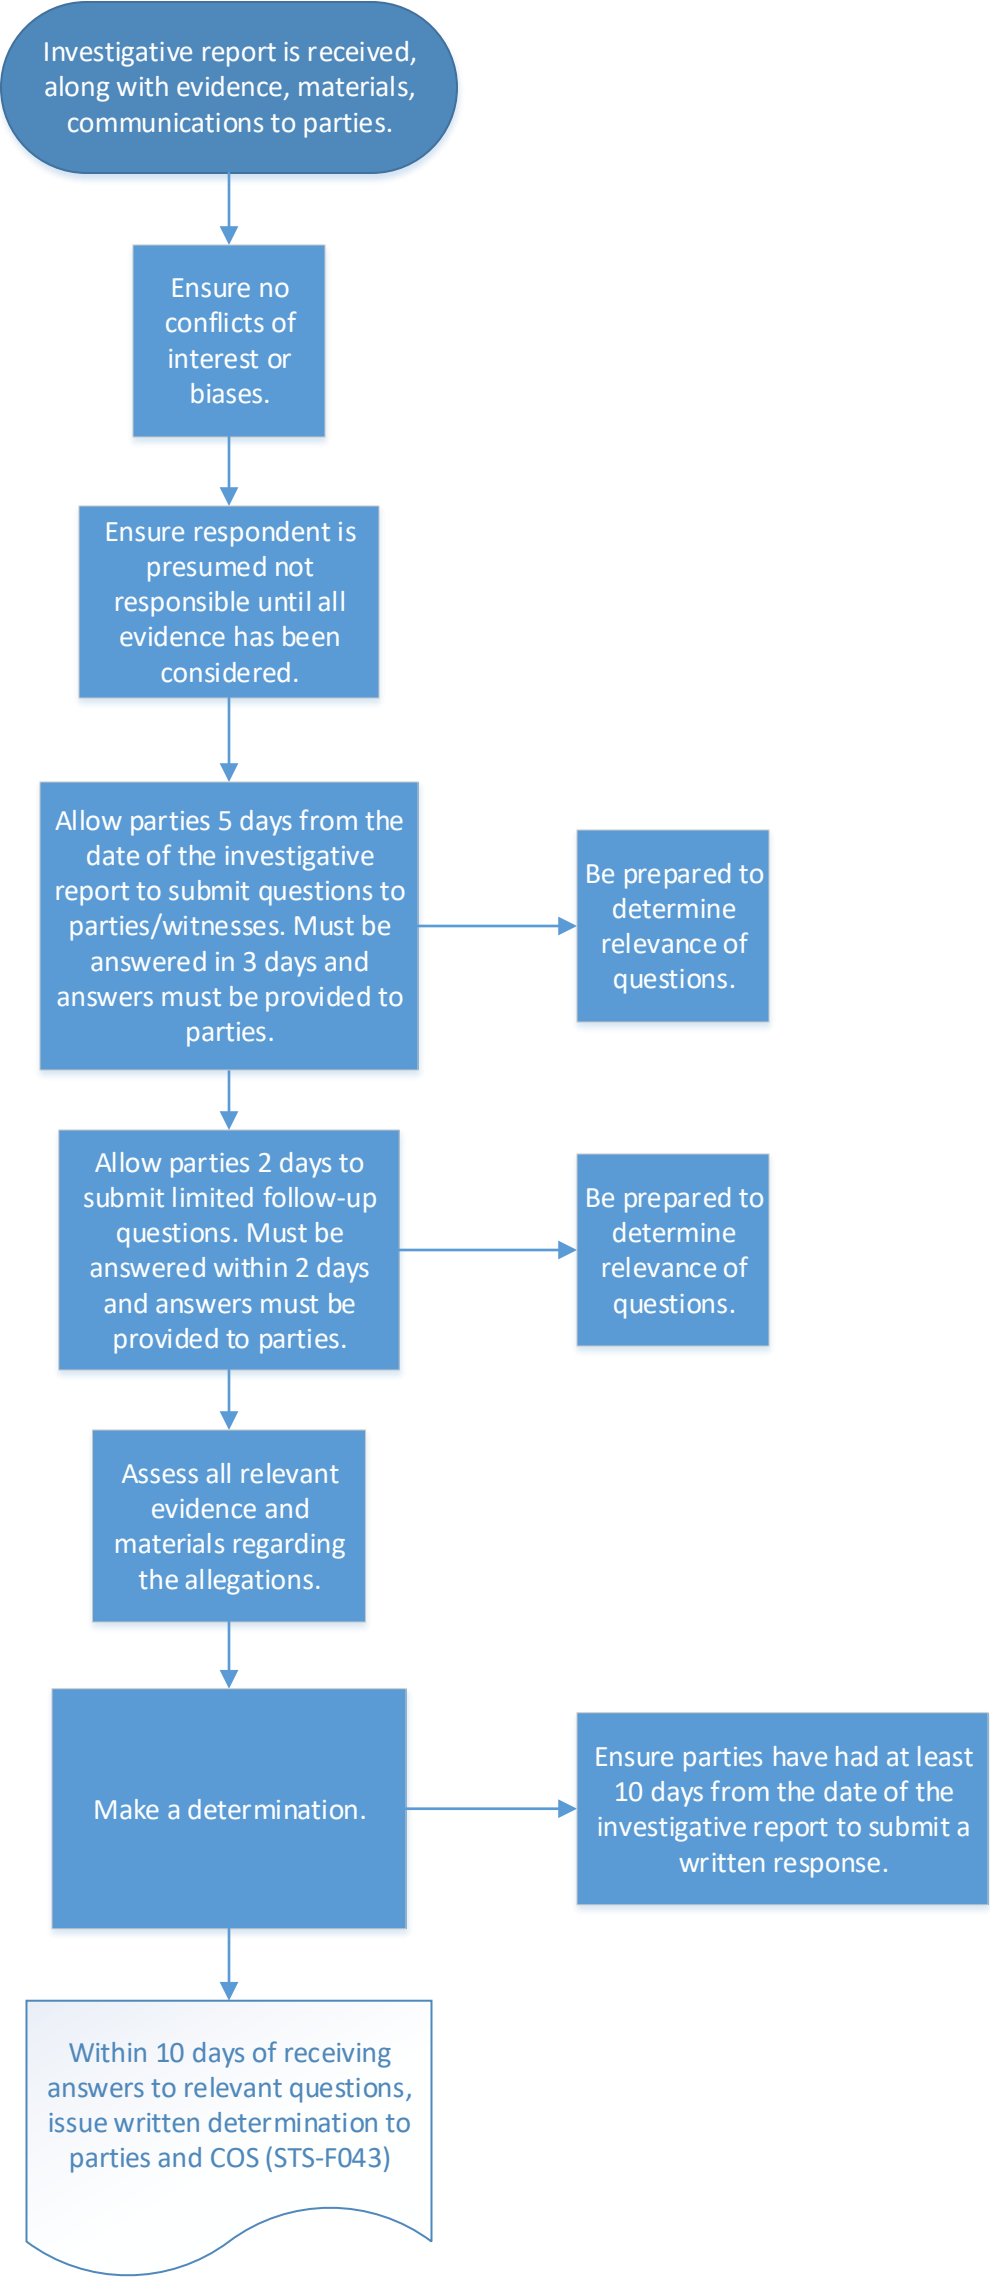 Investigative report is received,
along with evidence, materials,
communications to parties.
Ensure no
conflicts of
interest or
biases.
Ensure respondent is
presumed not
responsible until all
evidence has been
considered.
Allow parties 5 days from the
date of the investigative
report to submit questions to
parties/witnesses. Must be
answered in 3 days and
answers must be provided to
parties.
Be prepared to
determine
relevance of
questions.
Allow parties 2 days to
submit limited follow-up
questions. Must be
answered within 2 days
and answers must be
provided to parties.
Be prepared to
determine
relevance of
questions.
Assess all relevant
evidence and
materials regarding
the allegations.
Make a determination.
Ensure parties have had at least
10 days from the date of the
investigative report to submit a
written response.
Within 10 days of receiving
answers to relevant questions,
issue written determination to
parties and COS (STS-F043)